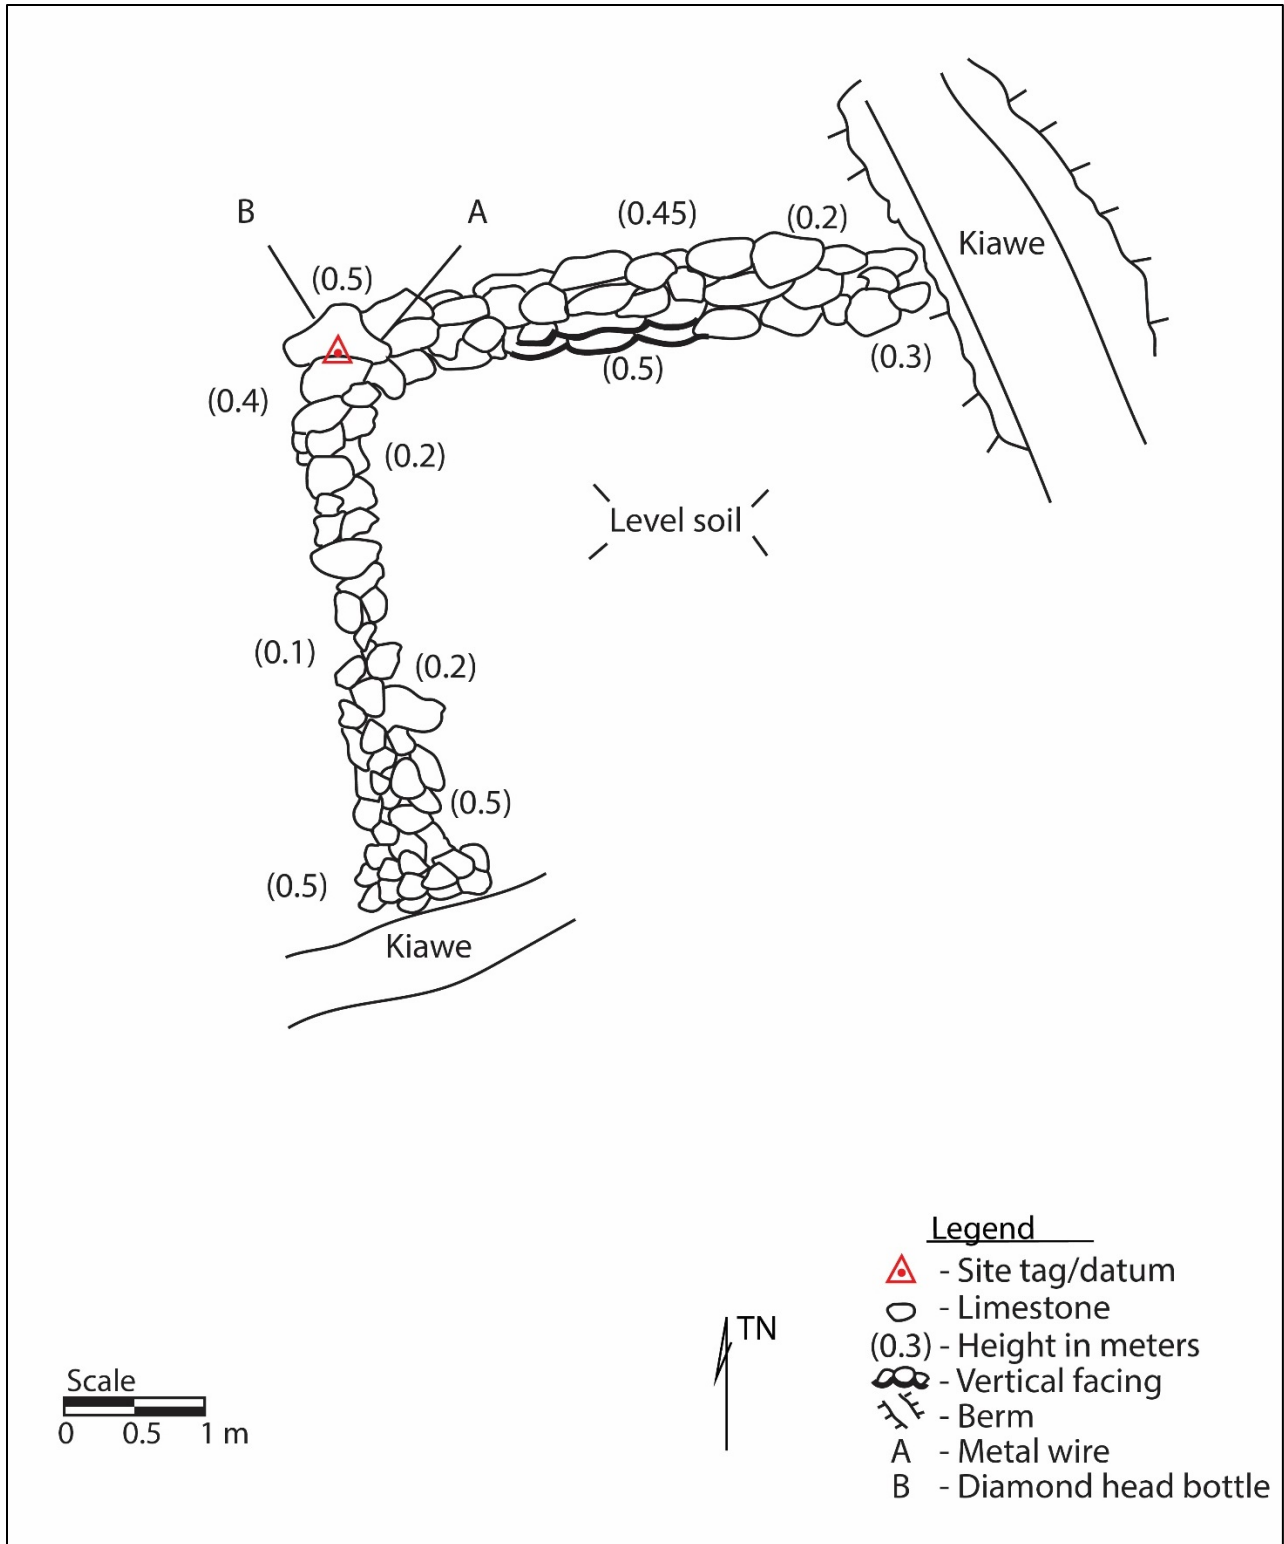 B
A
(0.45)
(0.2)
Kiawe
(0.5)
(0.5)
(0.3)
(0.4)
(0.2)
Level soil
(0.1)
(0.2)
(0.5)
(0.5)
Kiawe
Legend
- Site tag/datum
- Limestone
(0.3) - Height in meters
- Vertical facing
- Berm
A - Metal wire
B - Diamond head bottle
TN
Scale
0 0.5 1 m